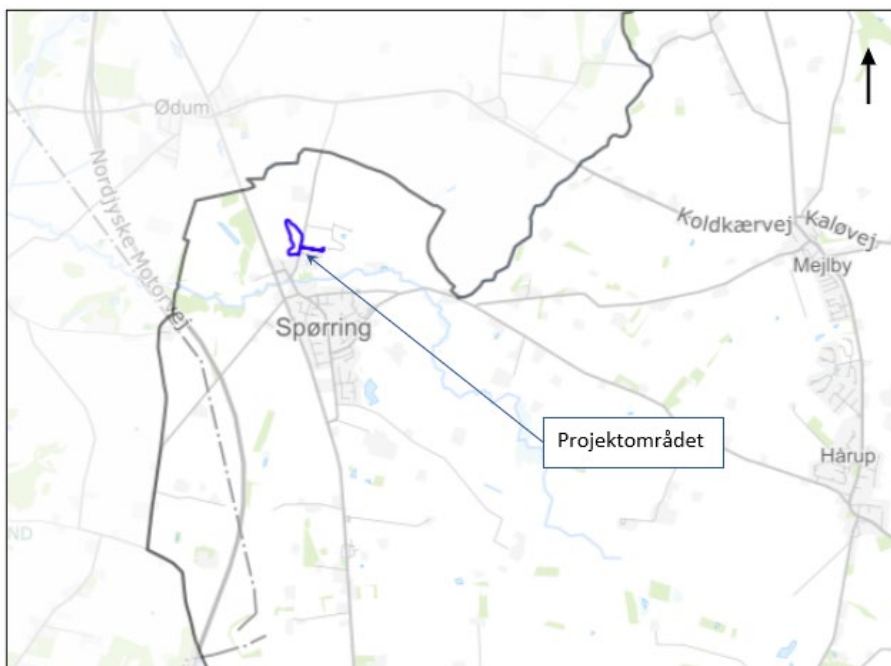 Ødum
Nordjyske Motorvej
Koldkærvej
Kaløvej
Mejlby
Spørring
Projektområdet
Hårup
ND